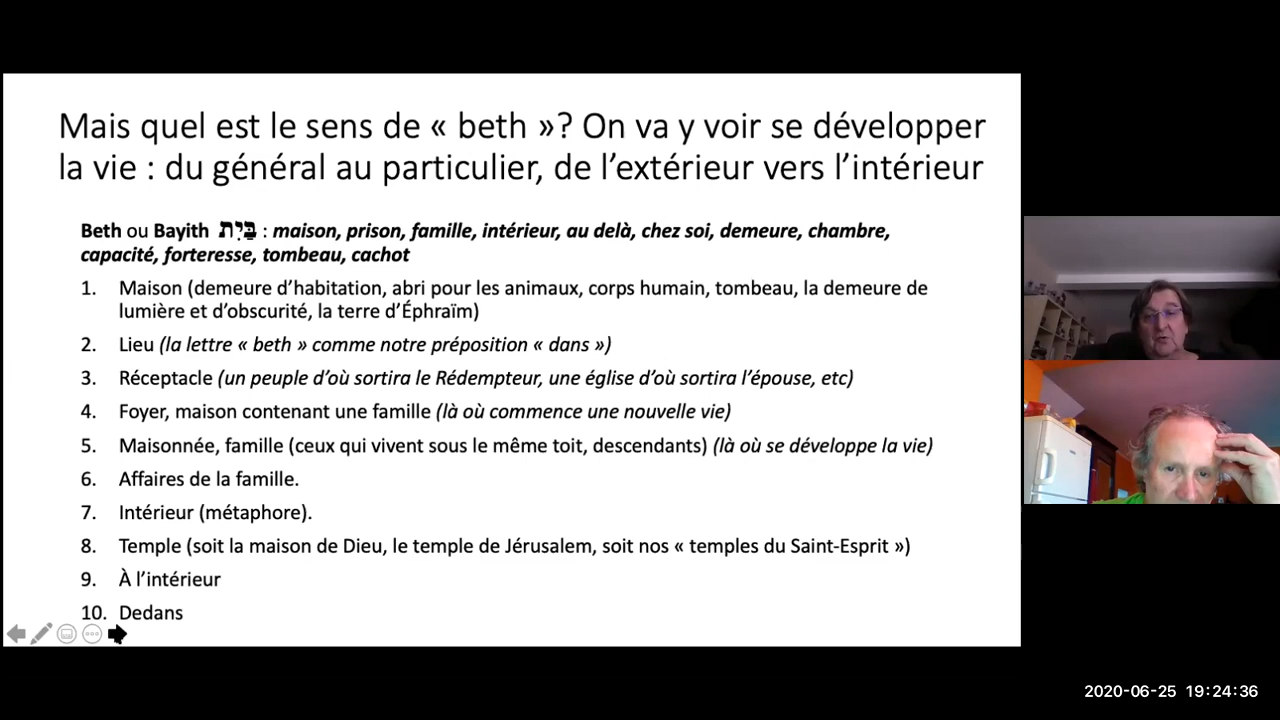 Mais quel est le sens de « beth »? On va y voir se développer
la vie : du général au particulier, de l’extérieur vers l’intérieur
Beth ou Bayith בַּיִת : maison, prison, famille, intérieur, au delà, chez soi, demeure, chambre,
capacité, forteresse, tombeau, cachot
1. Maison (demeure d’habitation, abri pour les animaux, corps humain, tombeau, la demeure de
lumière et d’obscurité, la terre d’Éphraïm)
2. Lieu (la lettre « beth » comme notre préposition « dans »)
3. Réceptacle (un peuple d’où sortira le Rédempteur, une église d’où sortira l’épouse, etc)
4. Foyer, maison contenant une famille (là où commence une nouvelle vie)
5. Maisonnée, famille (ceux qui vivent sous le même toit, descendants) (là où se développe la vie)
6. Affaires de la famille.
7. Intérieur (métaphore).
8. Temple (soit la maison de Dieu, le temple de Jérusalem, soit nos « temples du Saint-Esprit »)
9. À l’intérieur
10. Dedans
2020-06-25 19:24:36